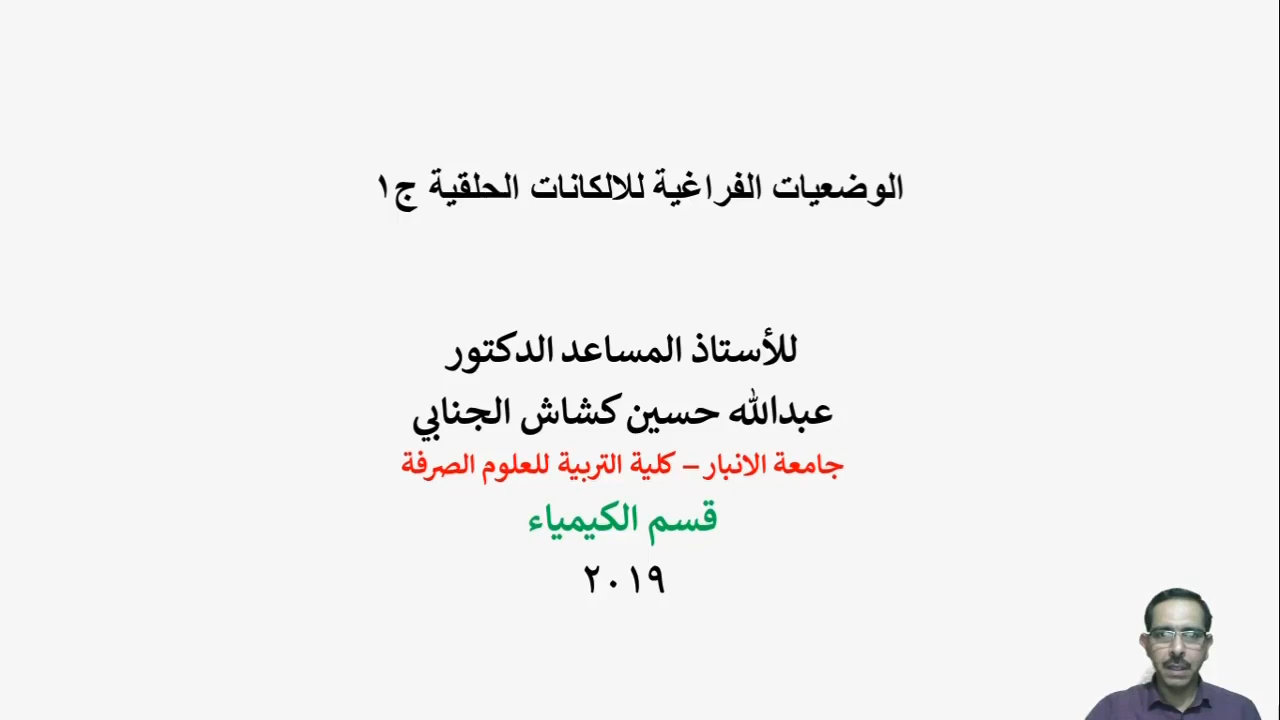 الوضعيات الفراغية للالكانات الحلقية ج١
للأستاذ المساعد الدكتور
عبدالله حسين كشاش الجنابي
جامعة الانبار – كلية التربية للعلوم الصرفة
قسم الكيمياء
٢٠١٩